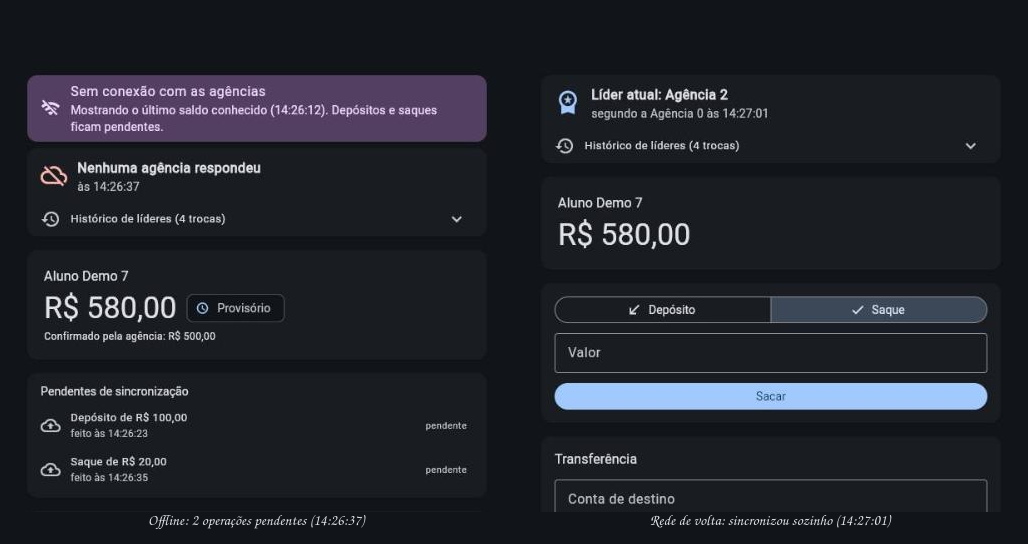 Sem conexão com as agências
Mostrando o último saldo conhecido (14:26:12). Depósitos e saques
ficam pendentes.
Nenhuma agência respondeu
às 14:26:37
Histórico de líderes (4 trocas)
Aluno Demo 7
R$ 580,00 Provisório
Confirmado pela agência: R$ 500,00
Pendentes de sincronização
Depósito de R$ 100,00
feito às 14:26:23
pendente
Saque de R$ 20,00
feito às 14:26:35
pendente
Offline: 2 operações pendentes (14:26:37)
Líder atual: Agência 2
segundo a Agência 0 às 14:27:01
Histórico de líderes (4 trocas)
Aluno Demo 7
R$ 580,00
Depósito Saque
Valor
Sacar
Transferência
Conta de destino
Rede de volta: sincronizou sozinho (14:27:01)